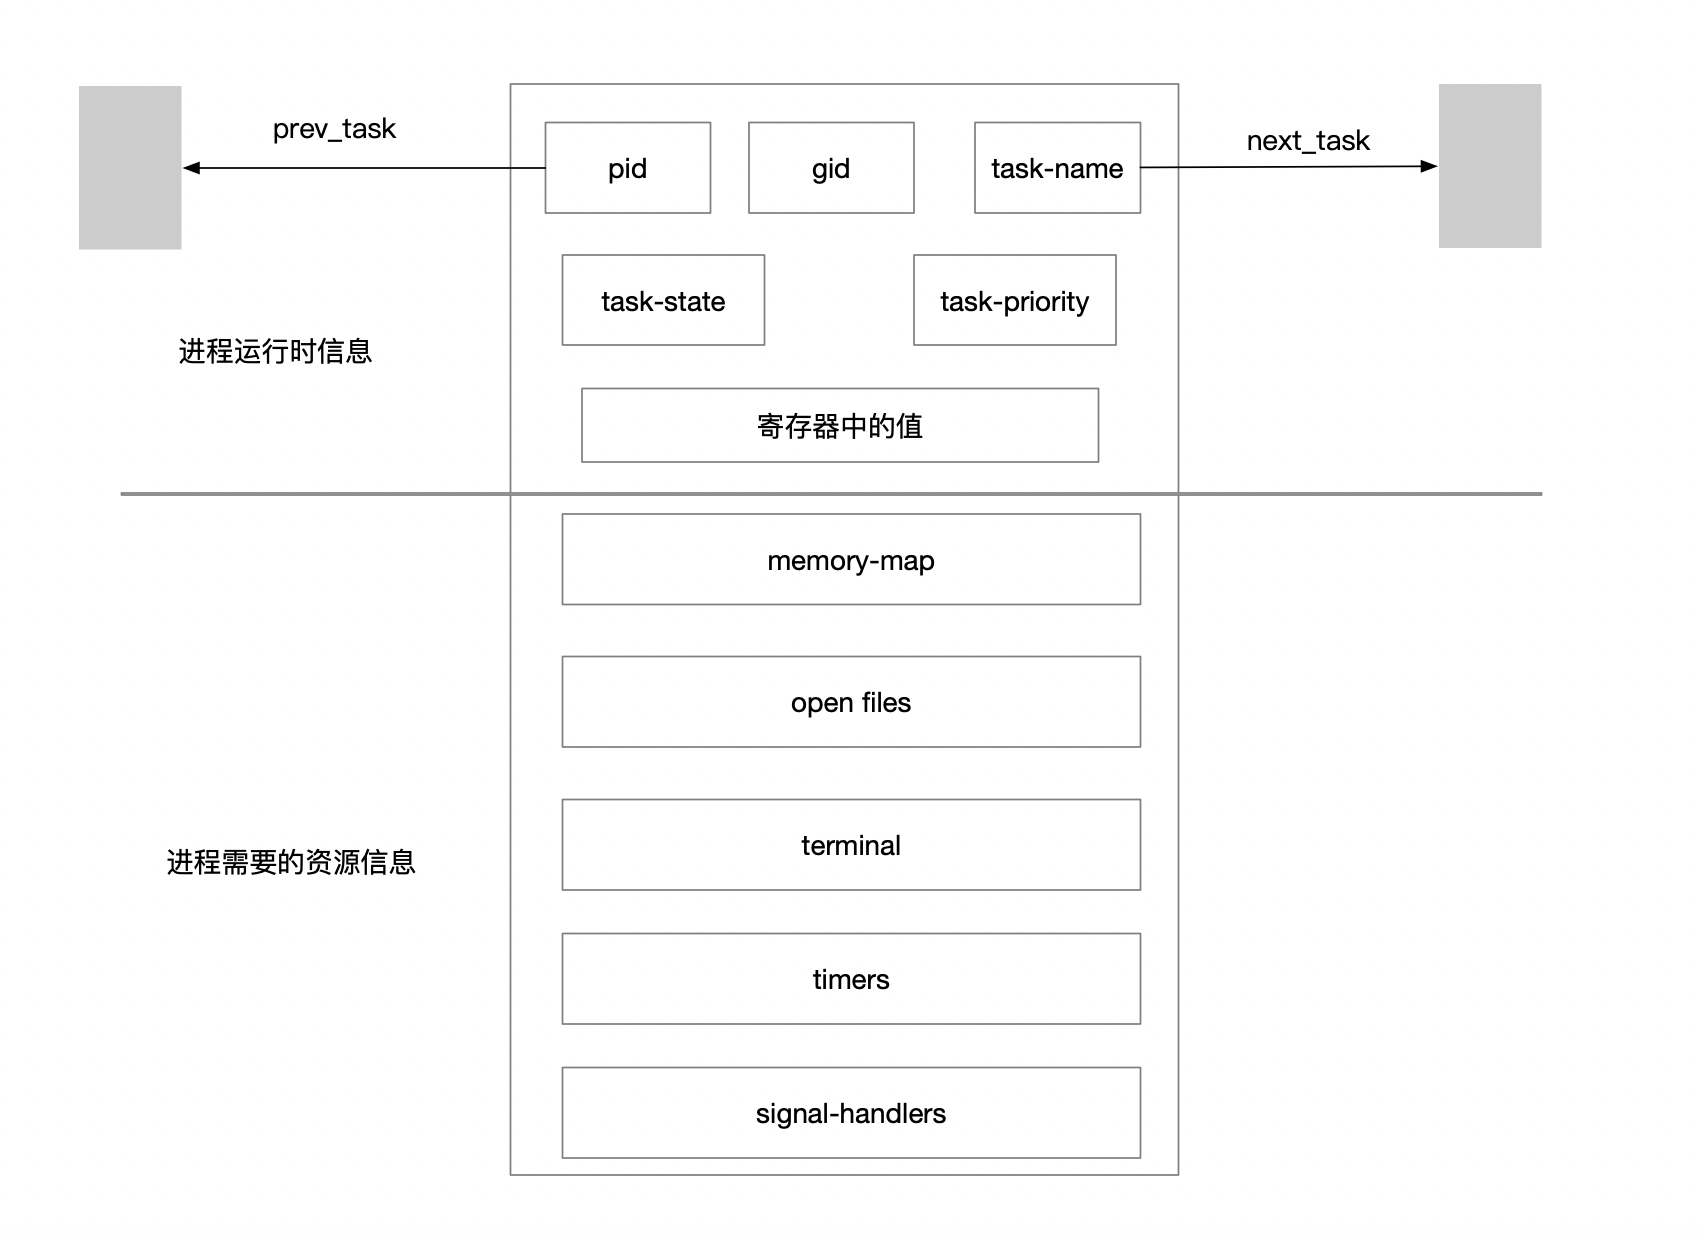 prev_task
next_task
pid
gid
task-name
task-state
task-priority
进程运行时信息
寄存器中的值
memory-map
open files
terminal
进程需要的资源信息
timers
signal-handlers